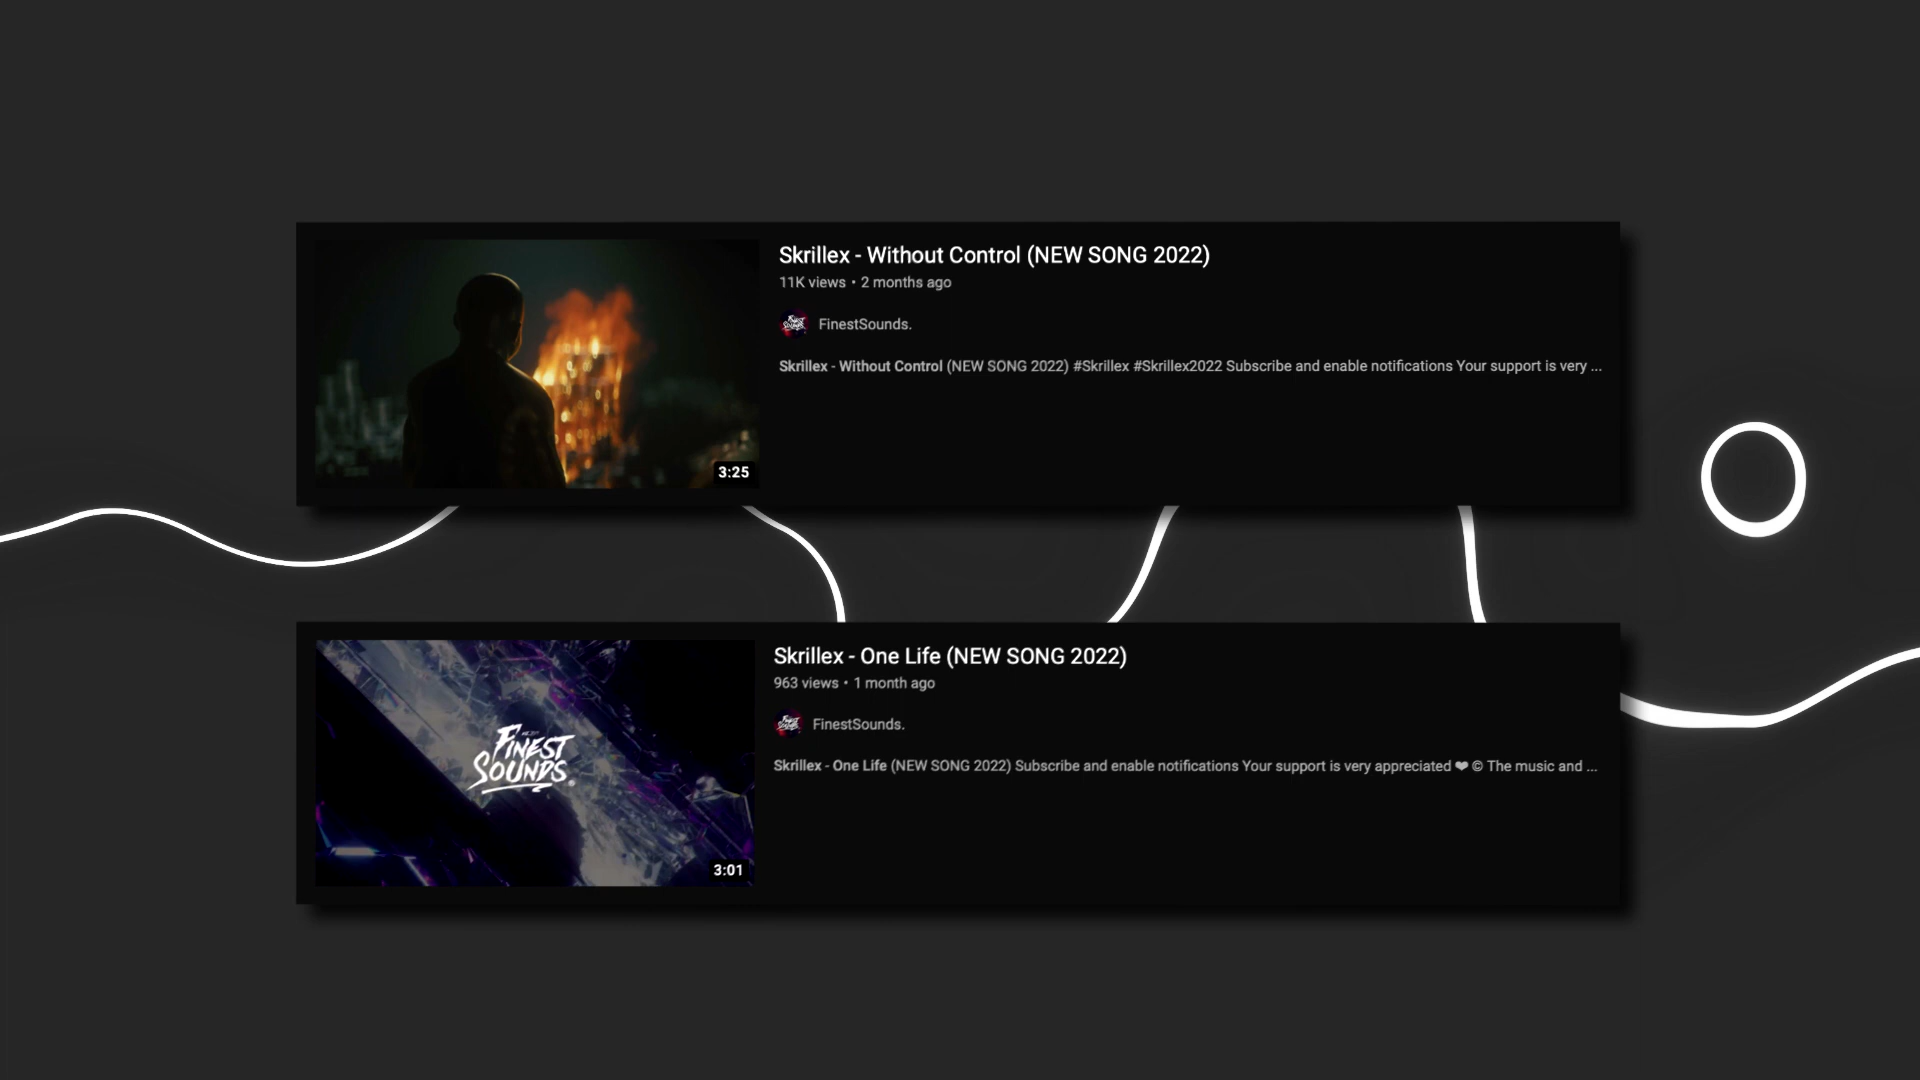 Skrillex - Without Control (NEW SONG 2022)
11K views • 2 months ago
FinestSounds.
Skrillex - Without Control (NEW SONG 2022) #Skrillex #Skrillex2022 Subscribe and enable notifications Your support is very ...
3:25
Skrillex - One Life (NEW SONG 2022)
963 views • 1 month ago
FinestSounds.
Skrillex - One Life (NEW SONG 2022) Subscribe and enable notifications Your support is very appreciated ❤ © The music and ...
FINEST
SOUNDS
3:01